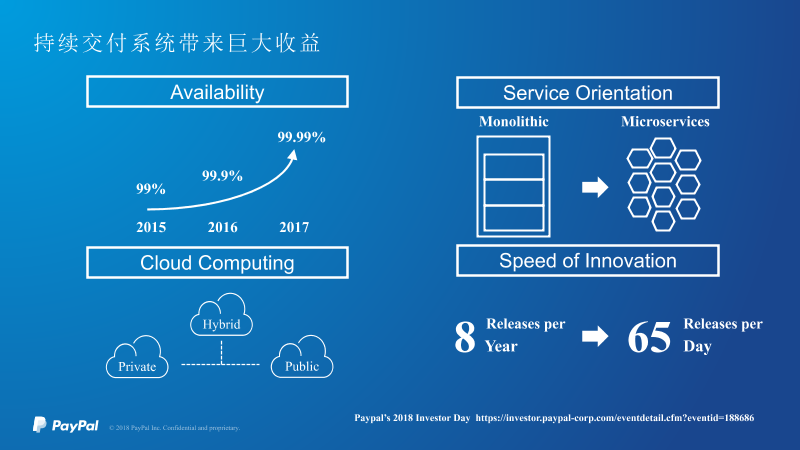 持续交付系统带来巨大收益
Availability
99.99%
99.9%
99%
2015 2016 2017
Cloud Computing
Hybrid
Private
Public
Service Orientation
Monolithic Microservices
Speed of Innovation
8 Releases per
Year
65 Releases per
Day
Paypal's 2018 Investor Day https://investor.paypal-corp.com/eventdetail.cfm?eventid=188686
PayPal © 2018 PayPal Inc. Confidential and proprietary.